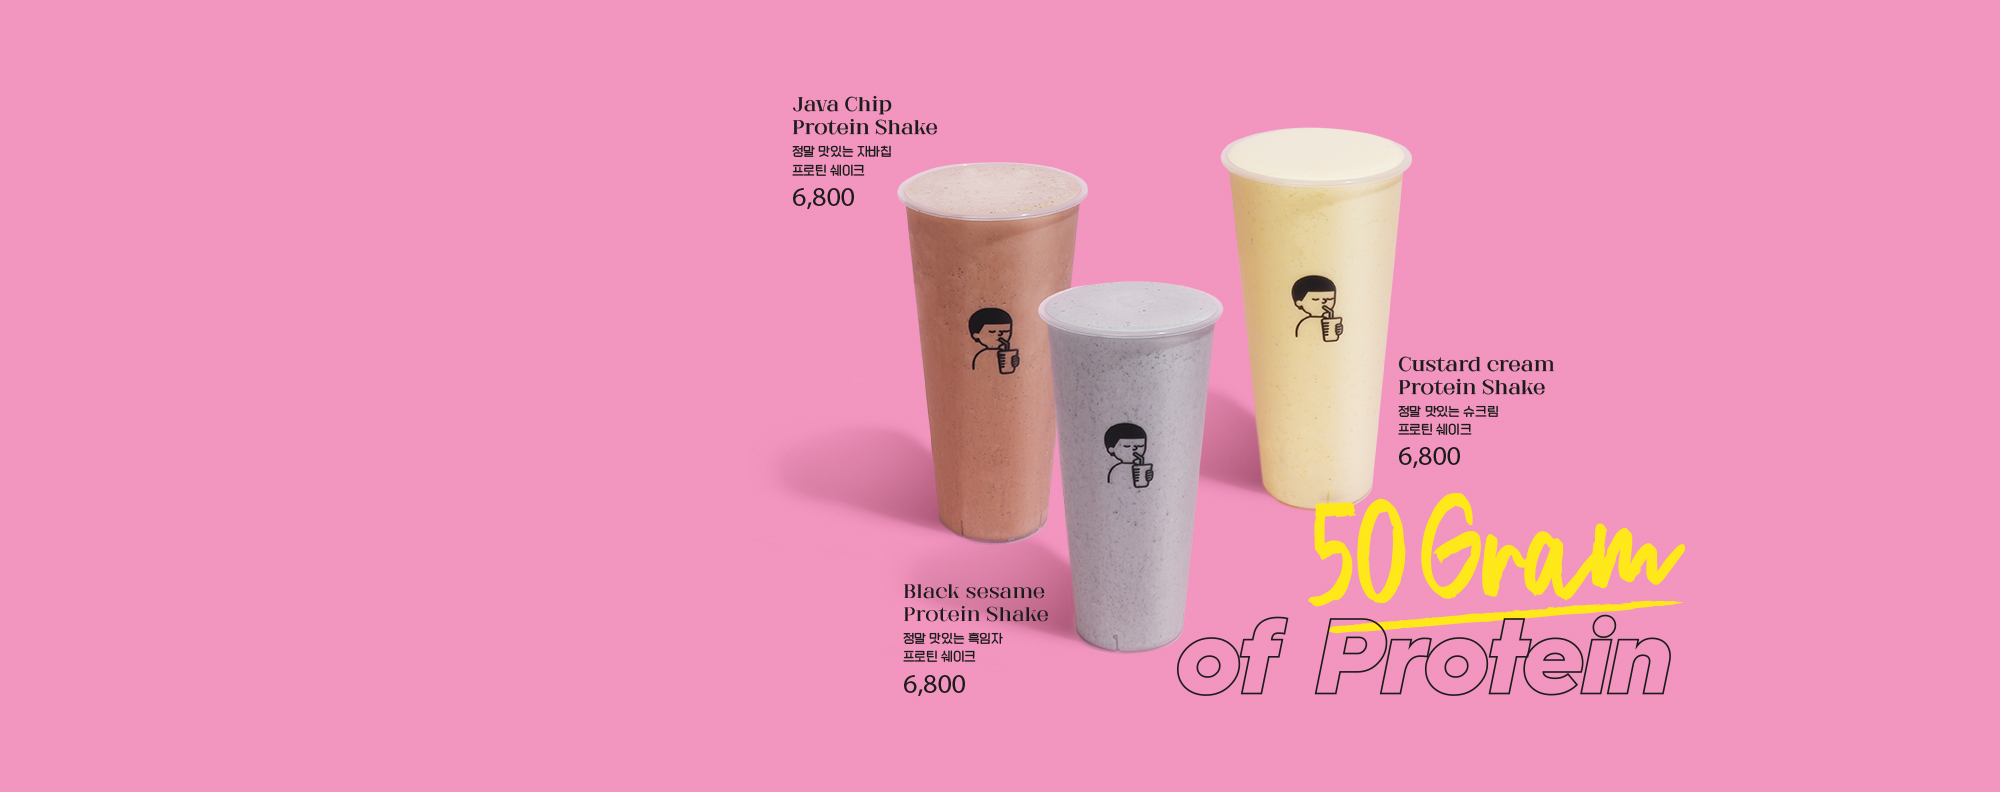 Java Chip
Protein Shake
정말 맛있는 자바칩
프로틴 쉐이크
6,800
Custard cream
Protein Shake
정말 맛있는 슈크림
프로틴 쉐이크
6,800
Black sesame
Protein Shake
정말 맛있는 흑임자
프로틴 쉐이크
6,800
50 Gram
of Protein